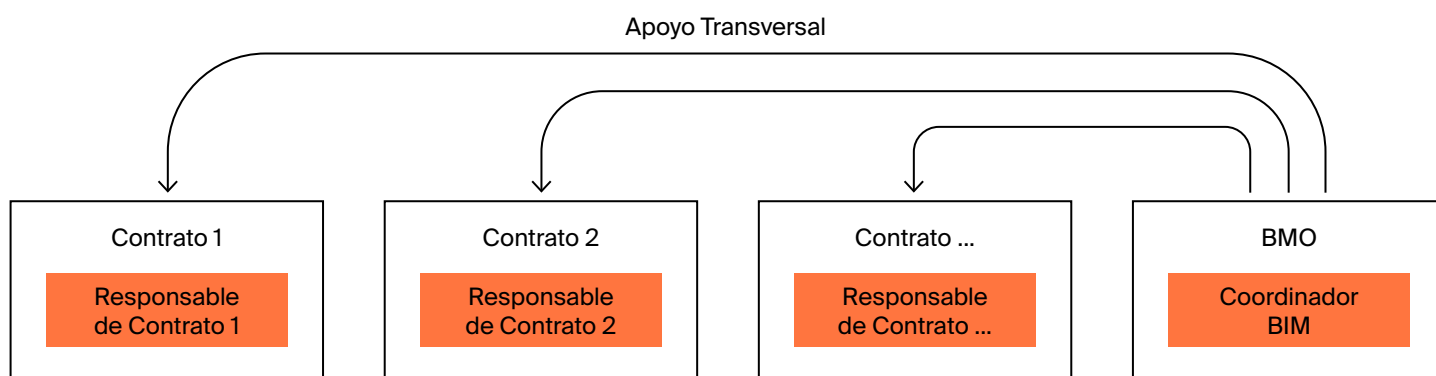 Apoyo Transversal
Contrato 1
Responsable
de Contrato 1
Contrato 2
Responsable
de Contrato 2
Contrato ...
Responsable
de Contrato ...
BMO
Coordinador
BIM